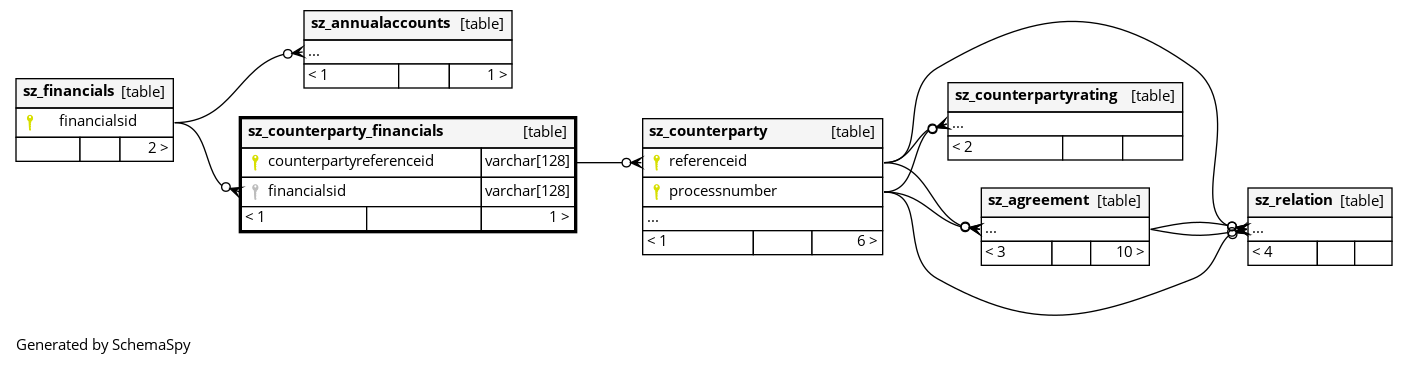 sz_annualaccounts [table]
...
< 1 1 >
sz_financials [table]
financialsid
2 >
sz_counterparty_financials [table]
counterpartyreferenceid varchar[128]
financialsid varchar[128]
< 1 1 >
sz_counterparty [table]
referenceid
processnumber
...
< 1 6 >
sz_counterpartyrating [table]
...
< 2
sz_agreement [table]
...
< 3 10 >
sz_relation [table]
...
< 4
Generated by SchemaSpy